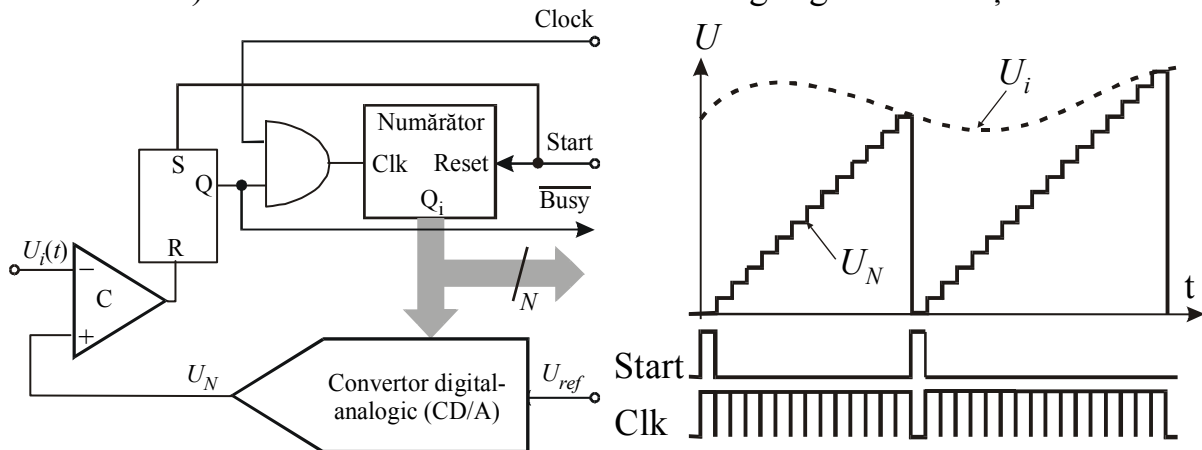 Clock
Numărător
Start
Clk
Reset
S
Q
Q_i
Busy
R
U_i(t)
−
C
+
N
U_N
Convertor digital-
analogic (CD/A)
U_ref
U
U_i
U_N
t
Start
Clk